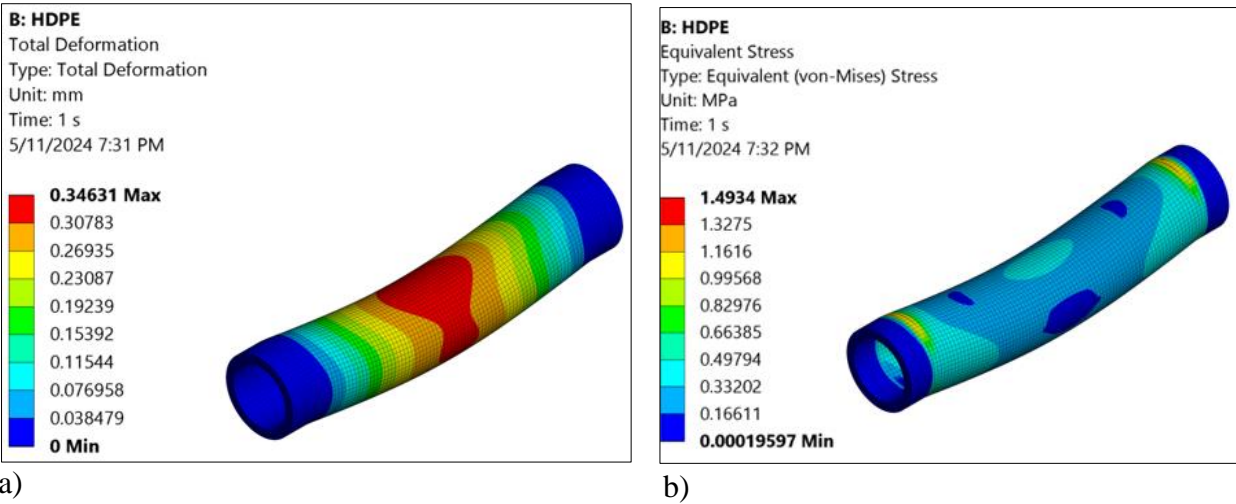 B: HDPE
Total Deformation
Type: Total Deformation
Unit: mm
Time: 1 s
5/11/2024 7:31 PM
0.34631 Max
0.30783
0.26935
0.23087
0.19239
0.15392
0.11544
0.076958
0.038479
0 Min
a)
B: HDPE
Equivalent Stress
Type: Equivalent (von-Mises) Stress
Unit: MPa
Time: 1 s
5/11/2024 7:32 PM
1.4934 Max
1.3275
1.1616
0.99568
0.82976
0.66385
0.49794
0.33202
0.16611
0.00019597 Min
b)